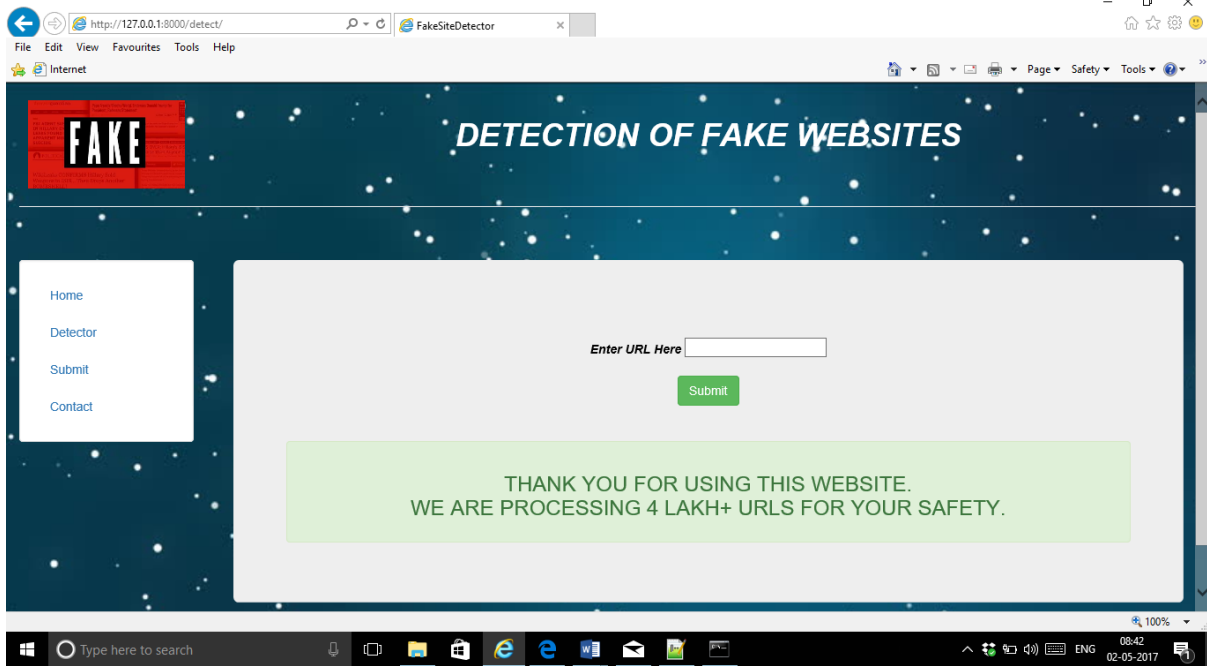 http://127.0.0.1:8000/detect/
FakeSiteDetector
File Edit View Favourites Tools Help
Internet
Page Safety Tools
FAKE
DETECTION OF FAKE WEBSITES
Home
Detector
Submit
Contact
Enter URL Here
Submit
THANK YOU FOR USING THIS WEBSITE.
WE ARE PROCESSING 4 LAKH+ URLS FOR YOUR SAFETY.
100%
Type here to search
ENG
08:42
02-05-2017